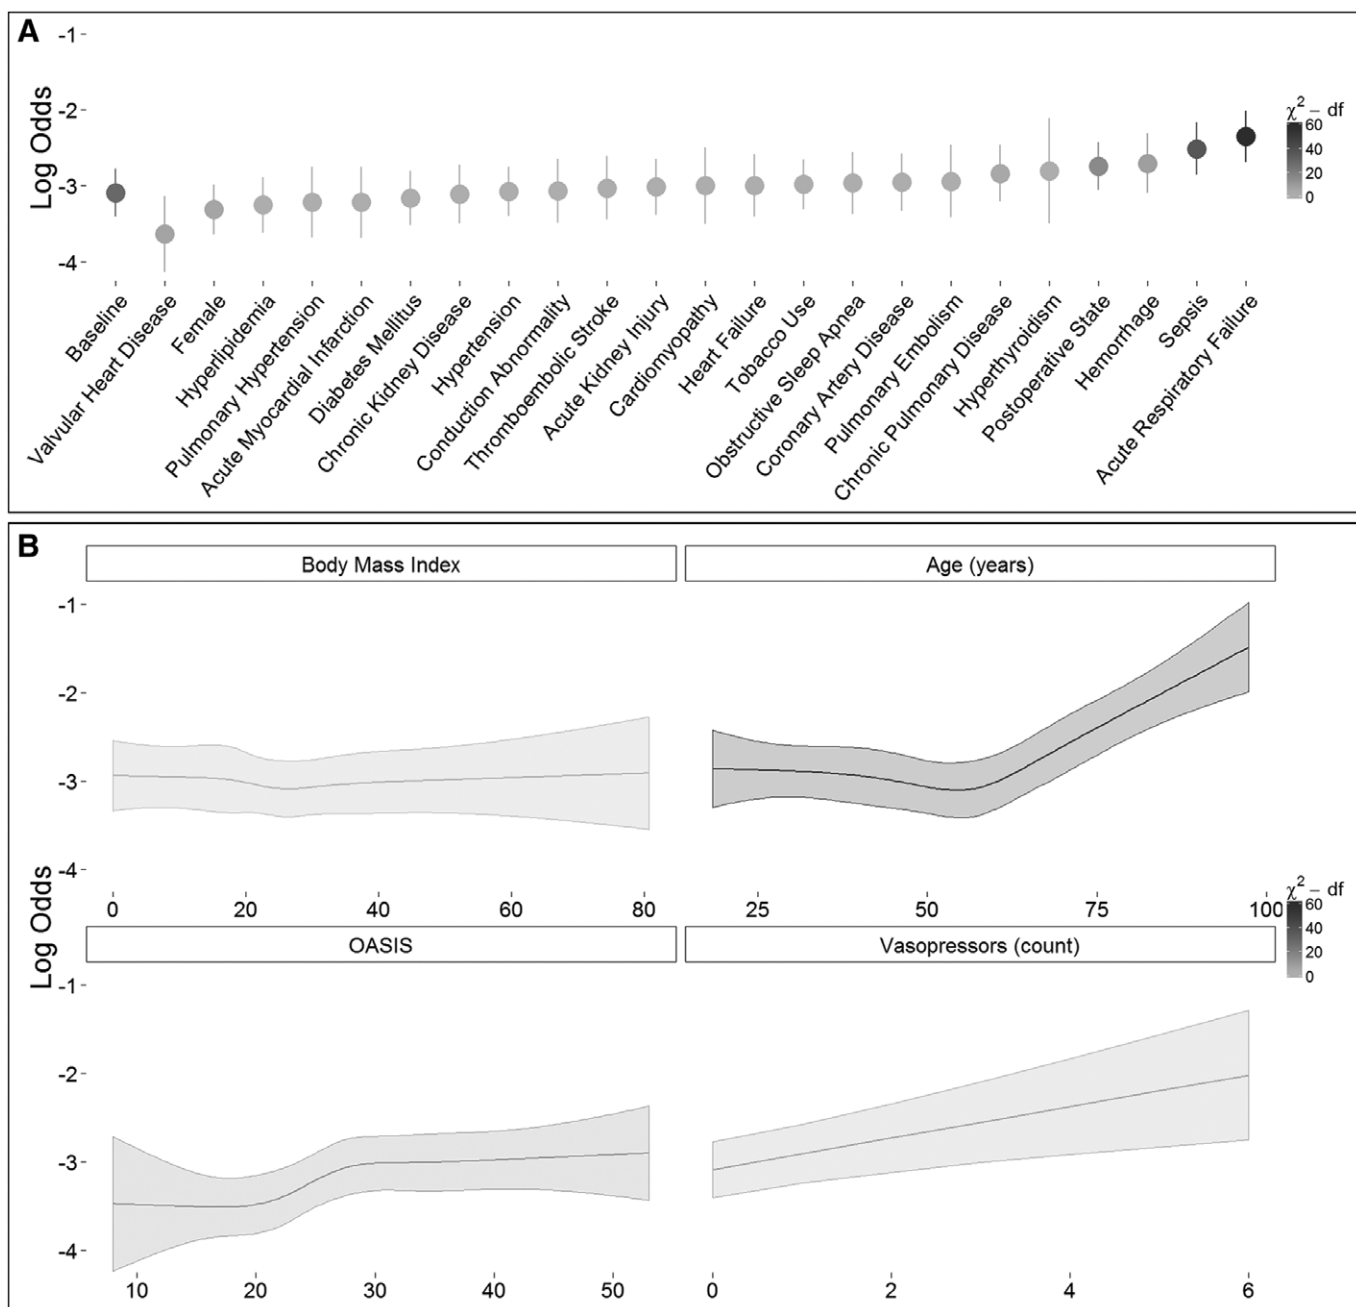 A
Log Odds
-1
-2
-3
-4
χ² – df
60
40
20
0
Baseline
Valvular Heart Disease
Female
Hyperlipidemia
Pulmonary Hypertension
Acute Myocardial Infarction
Diabetes Mellitus
Chronic Kidney Disease
Hypertension
Conduction Abnormality
Thromboembolic Stroke
Acute Kidney Injury
Cardiomyopathy
Heart Failure
Tobacco Use
Obstructive Sleep Apnea
Coronary Artery Disease
Pulmonary Embolism
Chronic Pulmonary Disease
Hyperthyroidism
Postoperative State
Hemorrhage
Sepsis
Acute Respiratory Failure
B
Log Odds
Body Mass Index
Age (years)
-1
-2
-3
-4
0 20 40 60 80
25 50 75 100
χ² – df
60
40
20
0
OASIS
Vasopressors (count)
-1
-2
-3
-4
10 20 30 40 50
0 2 4 6